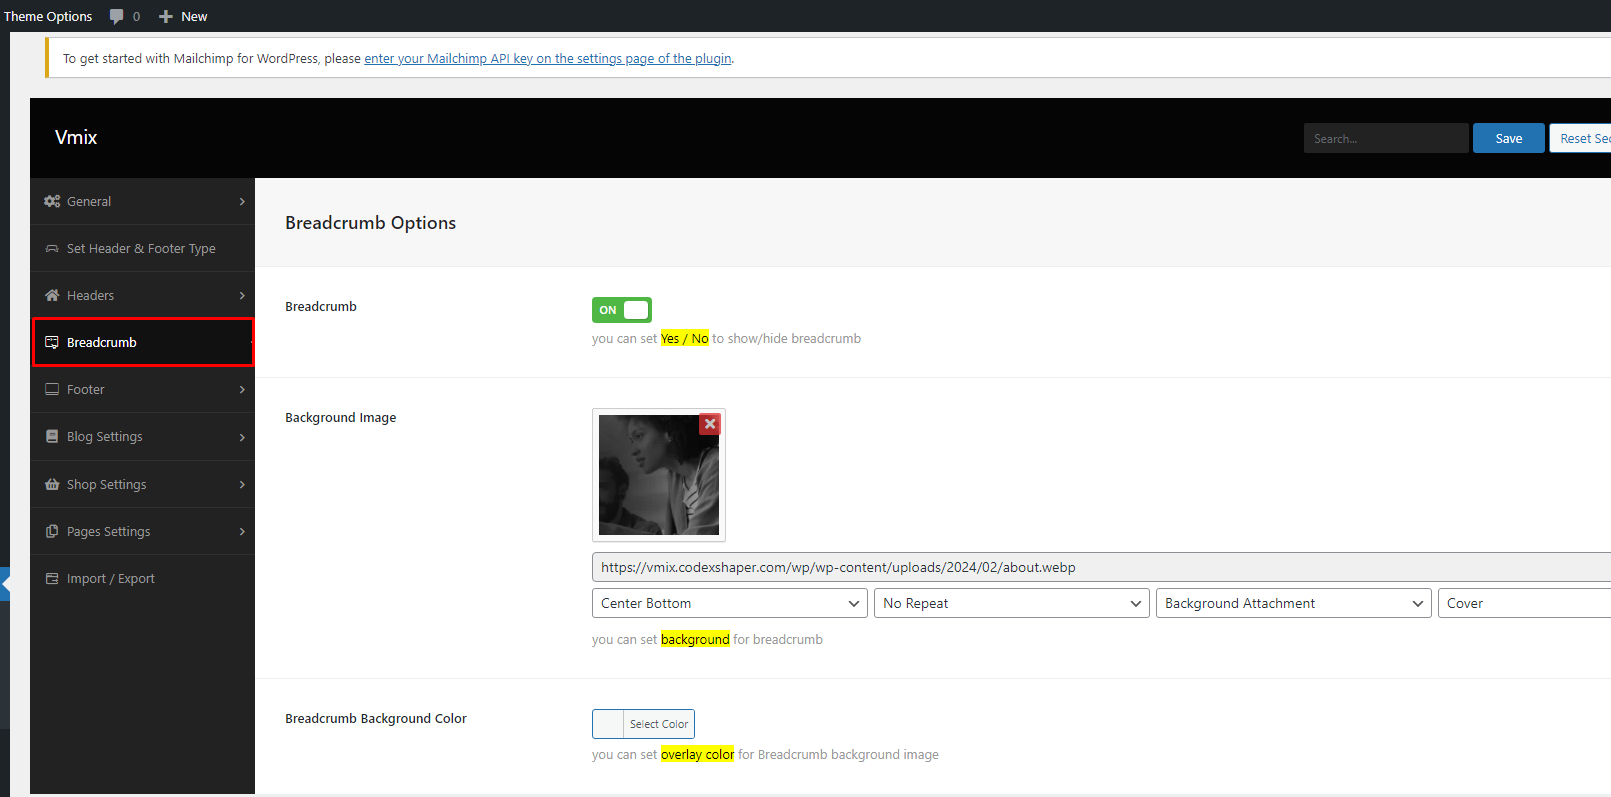 Theme Options 0 New
To get started with Mailchimp for WordPress, please enter your Mailchimp API key on the settings page of the plugin.
Vmix
Search...
Save
Reset Sec
General
Set Header & Footer Type
Headers
Breadcrumb
Footer
Blog Settings
Shop Settings
Pages Settings
Import / Export
Breadcrumb Options
Breadcrumb
ON
you can set Yes / No to show/hide breadcrumb
Background Image
https://vmix.codexshaper.com/wp/wp-content/uploads/2024/02/about.webp
Center Bottom
No Repeat
Background Attachment
Cover
you can set background for breadcrumb
Breadcrumb Background Color
Select Color
you can set overlay color for Breadcrumb background image